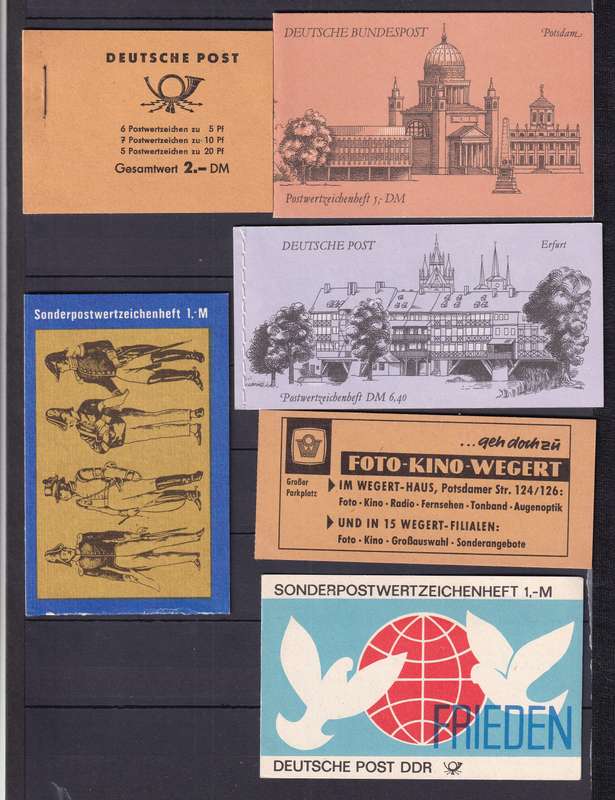 DEUTSCHE POST
6 Postwertzeichen zu 5 Pf
7 Postwertzeichen zu 10 Pf
5 Postwertzeichen zu 20 Pf
Gesamtwert 2.– DM
DEUTSCHE BUNDESPOST
Potsdam
Postwertzeichenheft 5,- DM
DEUTSCHE POST
Erfurt
Postwertzeichenheft DM 6,40
Sonderpostwertzeichenheft 1,-M
...geh doch zü
Großer
Parkplatz
FOTO-KINO-WEGERT
IM WEGERT-HAUS, Potsdamer Str. 124/126:
Foto · Kino · Radio · Fernsehen · Tonband · Augenoptik
UND IN 15 WEGERT-FILIALEN:
Foto · Kino · Großauswahl · Sonderangebote
SONDERPOSTWERTZEICHENHEFT 1.-M
FRIEDEN
DEUTSCHE POST DDR